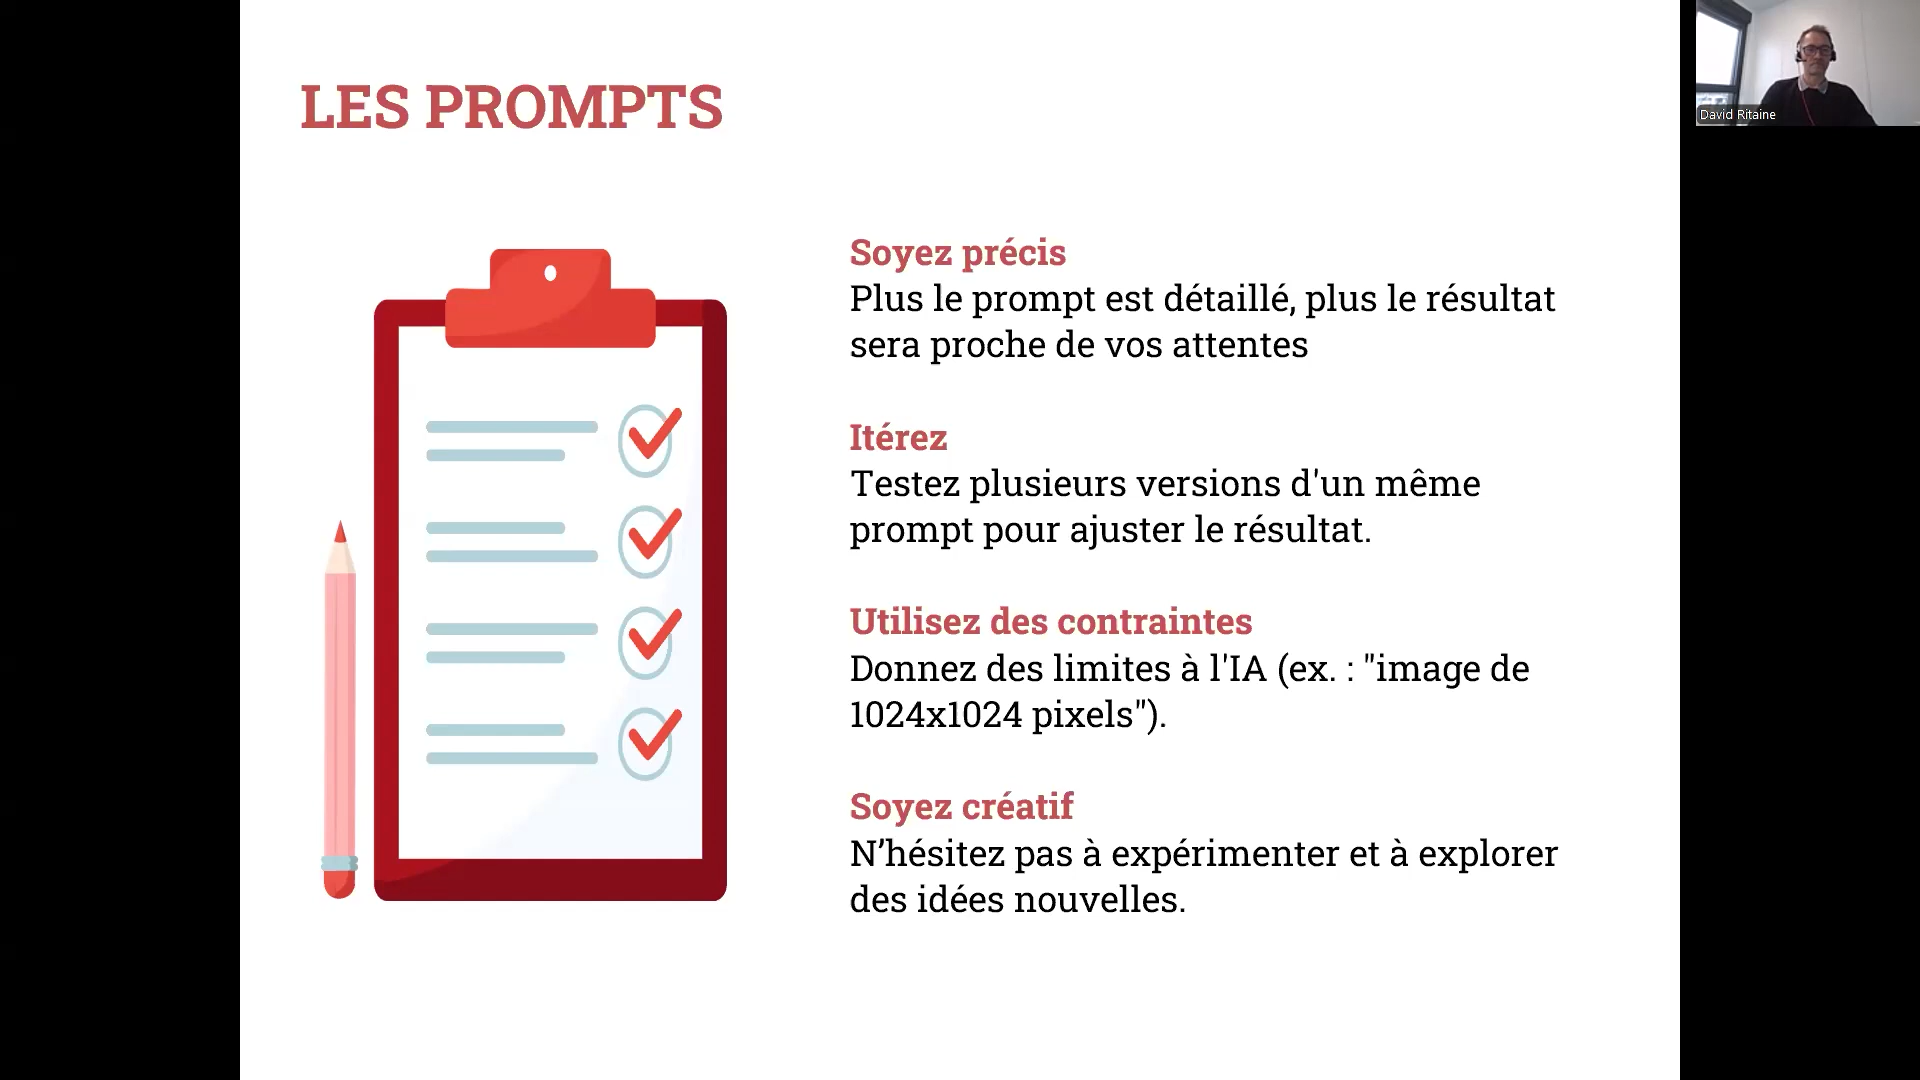 LES PROMPTS
David Ritaine
Soyez précis
Plus le prompt est détaillé, plus le résultat
sera proche de vos attentes
Itérez
Testez plusieurs versions d'un même
prompt pour ajuster le résultat.
Utilisez des contraintes
Donnez des limites à l'IA (ex. : "image de
1024x1024 pixels").
Soyez créatif
N’hésitez pas à expérimenter et à explorer
des idées nouvelles.